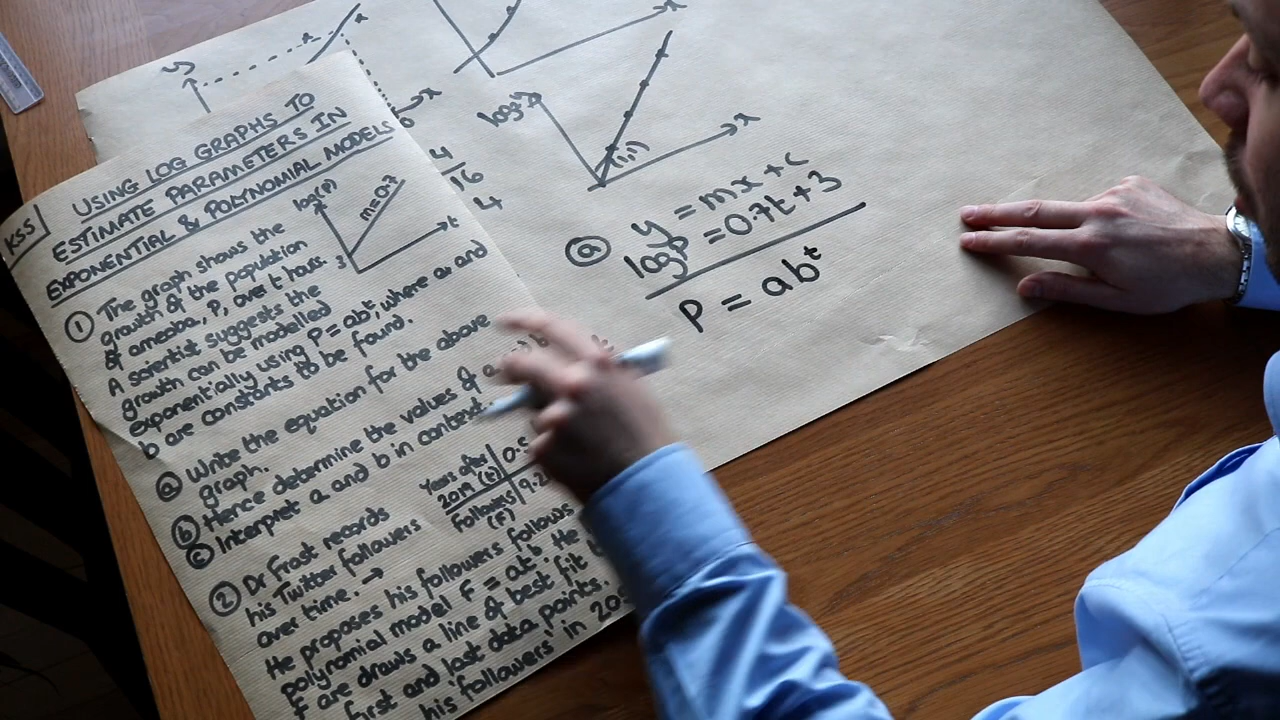 KS5
USING LOG GRAPHS TO
ESTIMATE PARAMETERS IN
EXPONENTIAL & POLYNOMIAL MODELS
① The graph shows the
growth of the population
of ameoba, P, over t hours.
A scientist suggests the
growth can be modelled
exponentially using P = abᵗ, where a and
b are constants to be found.
log(P)
m=0.7
t
3
ⓐ Write the equation for the above
graph.
ⓑ Hence determine the values of a
ⓒ Interpret a and b in context.
② Dr Frost records
his Twitter followers
over time. →
Years after
2019 (t) 0.5
Followers
(F) 9.2
He proposes his followers follows
polynomial model F = atᵇ. He
draws a line of best fit
first and last data points.
his followers' in
y
x
x
x
4
16
4
log y
x
(1,1)
ⓐ y = mx + c
log P = 0.7t + 3
P = abᵗ